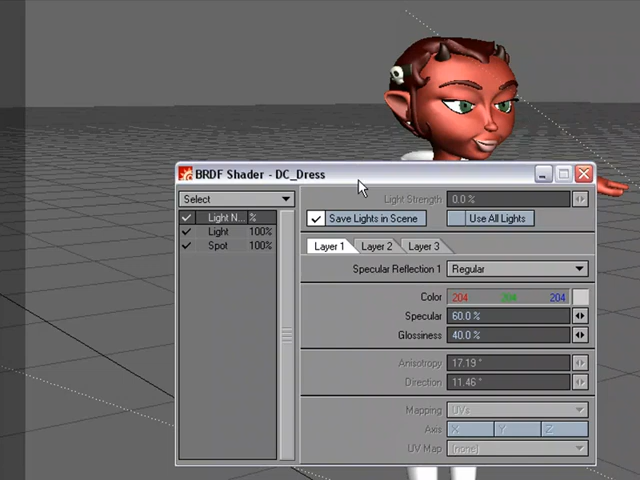 BRDF Shader - DC_Dress
Select
Light Strength 0.0 %
Light N... %
Save Lights in Scene Use All Lights
Light 100%
Spot 100%
Layer 1 Layer 2 Layer 3
Specular Reflection 1 Regular
Color 204 204 204
Specular 60.0 %
Glossiness 40.0 %
Anisotropy 17.19 °
Direction 11.46 °
Mapping UVs
Axis X Y Z
UV Map (none)